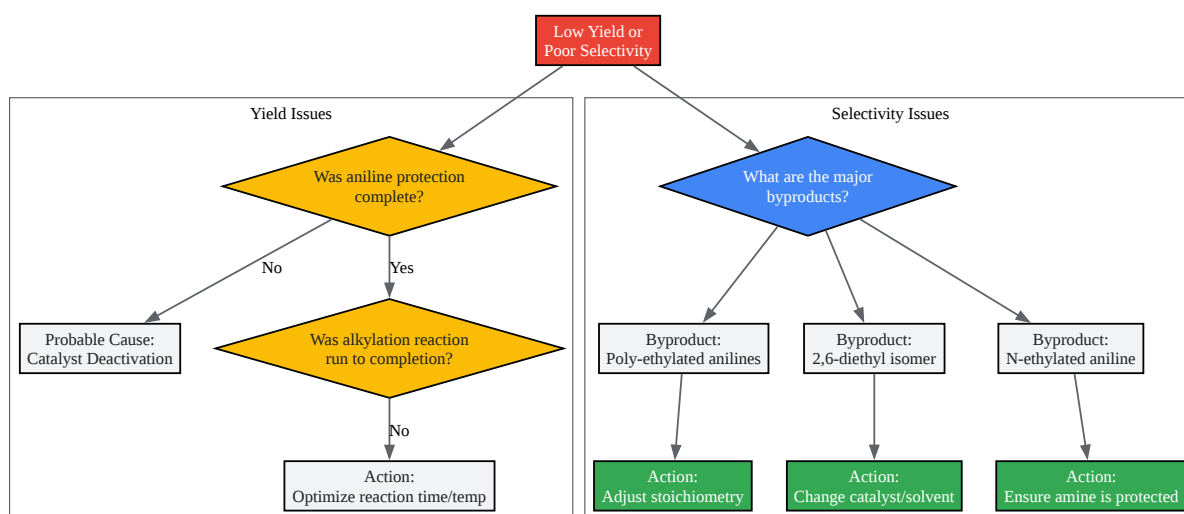 Low Yield or
Poor Selectivity
Yield Issues
Selectivity Issues
Was aniline protection
complete?
What are the major
byproducts?
No
Yes
Probable Cause:
Catalyst Deactivation
Was alkylation reaction
run to completion?
Byproduct:
Poly-ethylated anilines
Byproduct:
2,6-diethyl isomer
Byproduct:
N-ethylated aniline
No
Action:
Optimize reaction time/temp
Action:
Adjust stoichiometry
Action:
Change catalyst/solvent
Action:
Ensure amine is protected